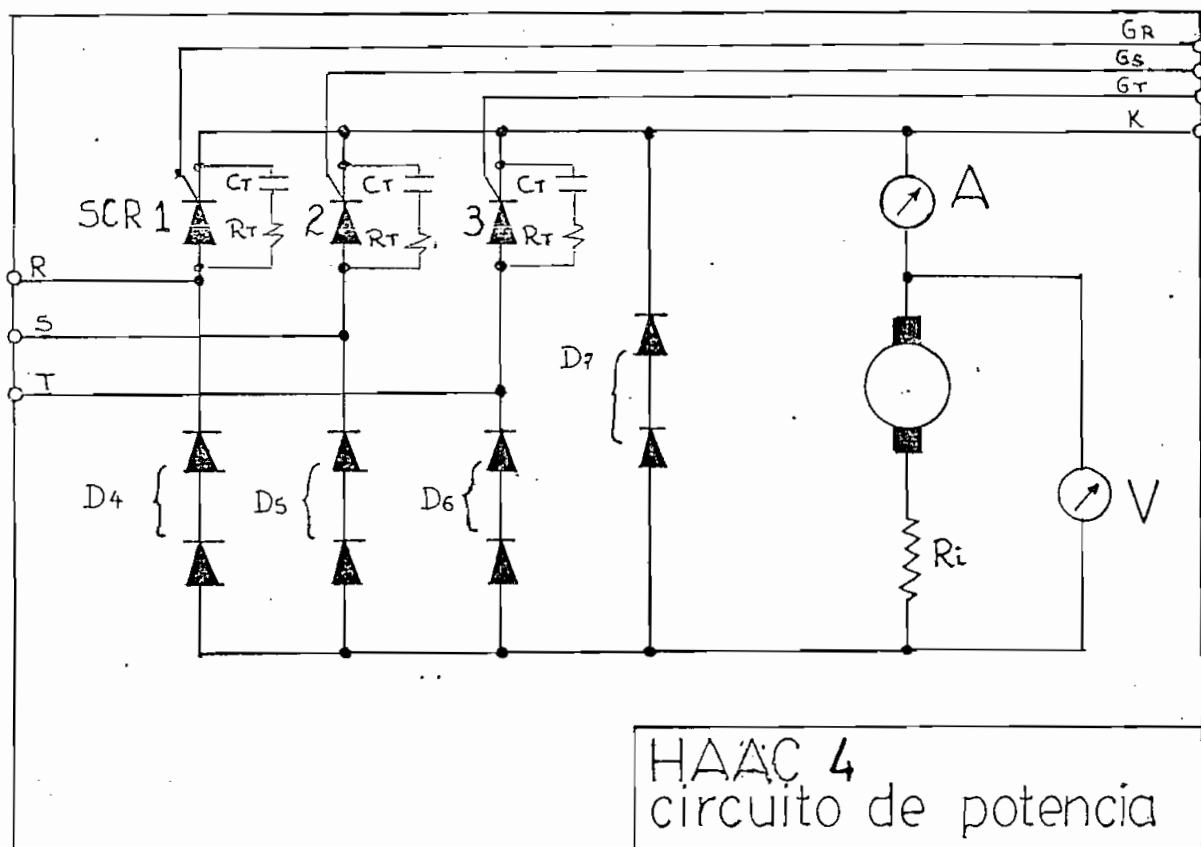 GR
GS
GT
K
CT
CT
CT
A
SCR 1
RT
2
RT
3
RT
R
S
T
D7
D4
D5
D6
V
Ri
HAAC 4
circuito de potencia